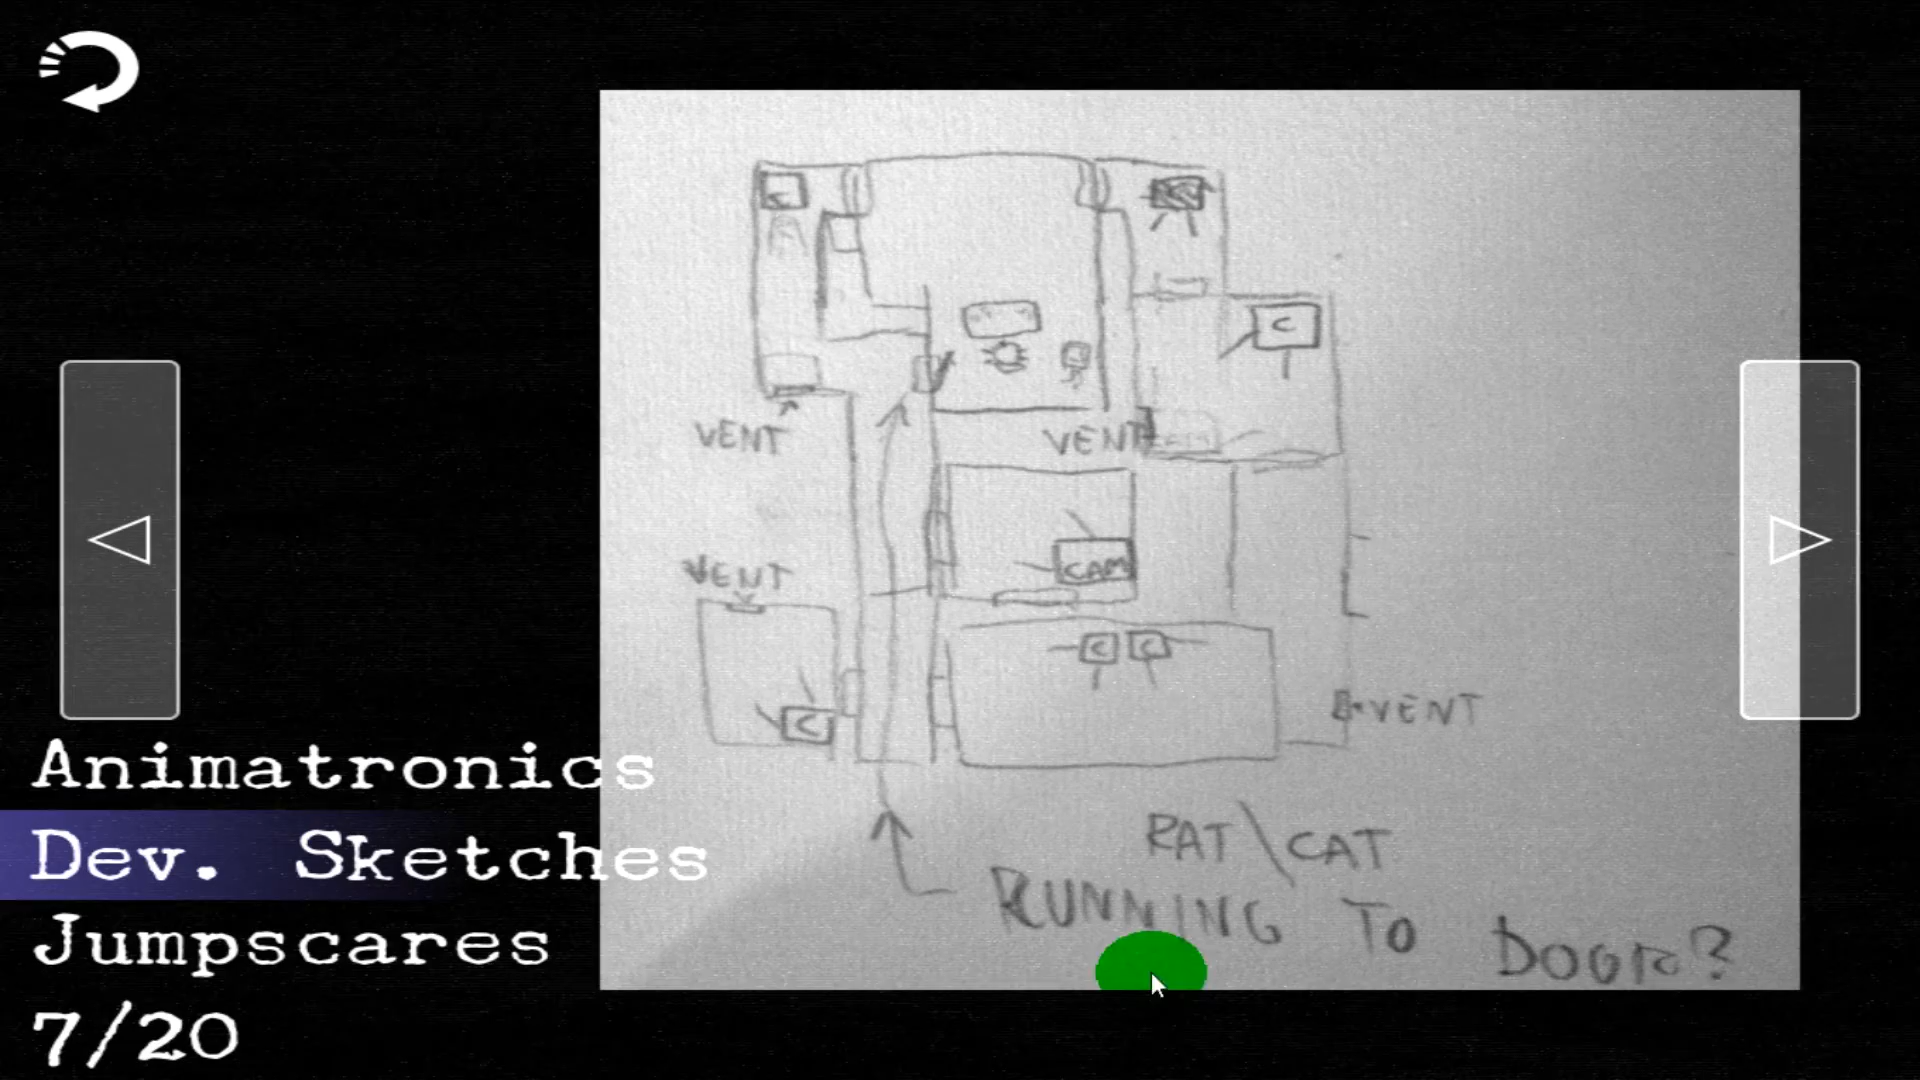 C
C
VENT
VENT
CAM
VENT
C
C
C
VENT
Animatronics
RAT\CAT
Dev. Sketches
RUNNING TO DOOR?
Jumpscares
7/20